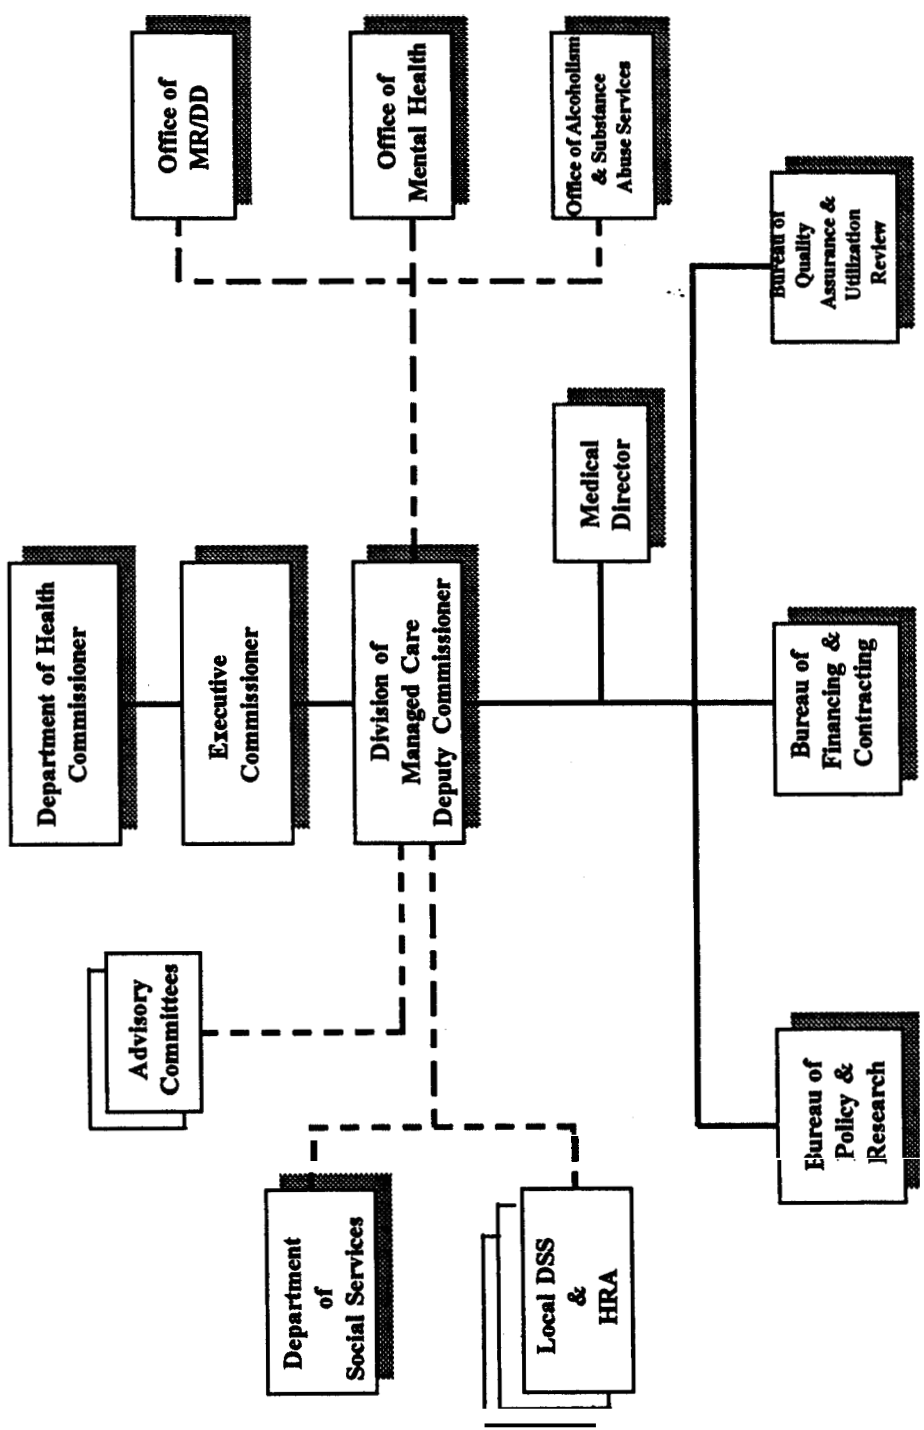 Department of Health
Commissioner
Executive
Commissioner
Division of
Managed Care
Deputy Commissioner
Advisory
Committees
Department
of
Social Services
Local DSS
&
HRA
Office of
MR/DD
Office of
Mental Health
Office of Alcoholism
& Substance
Abuse Services
Medical
Director
Bureau of
Policy &
Research
Bureau of
Financing &
Contracting
Bureau of
Quality
Assurance &
Utilization
Review